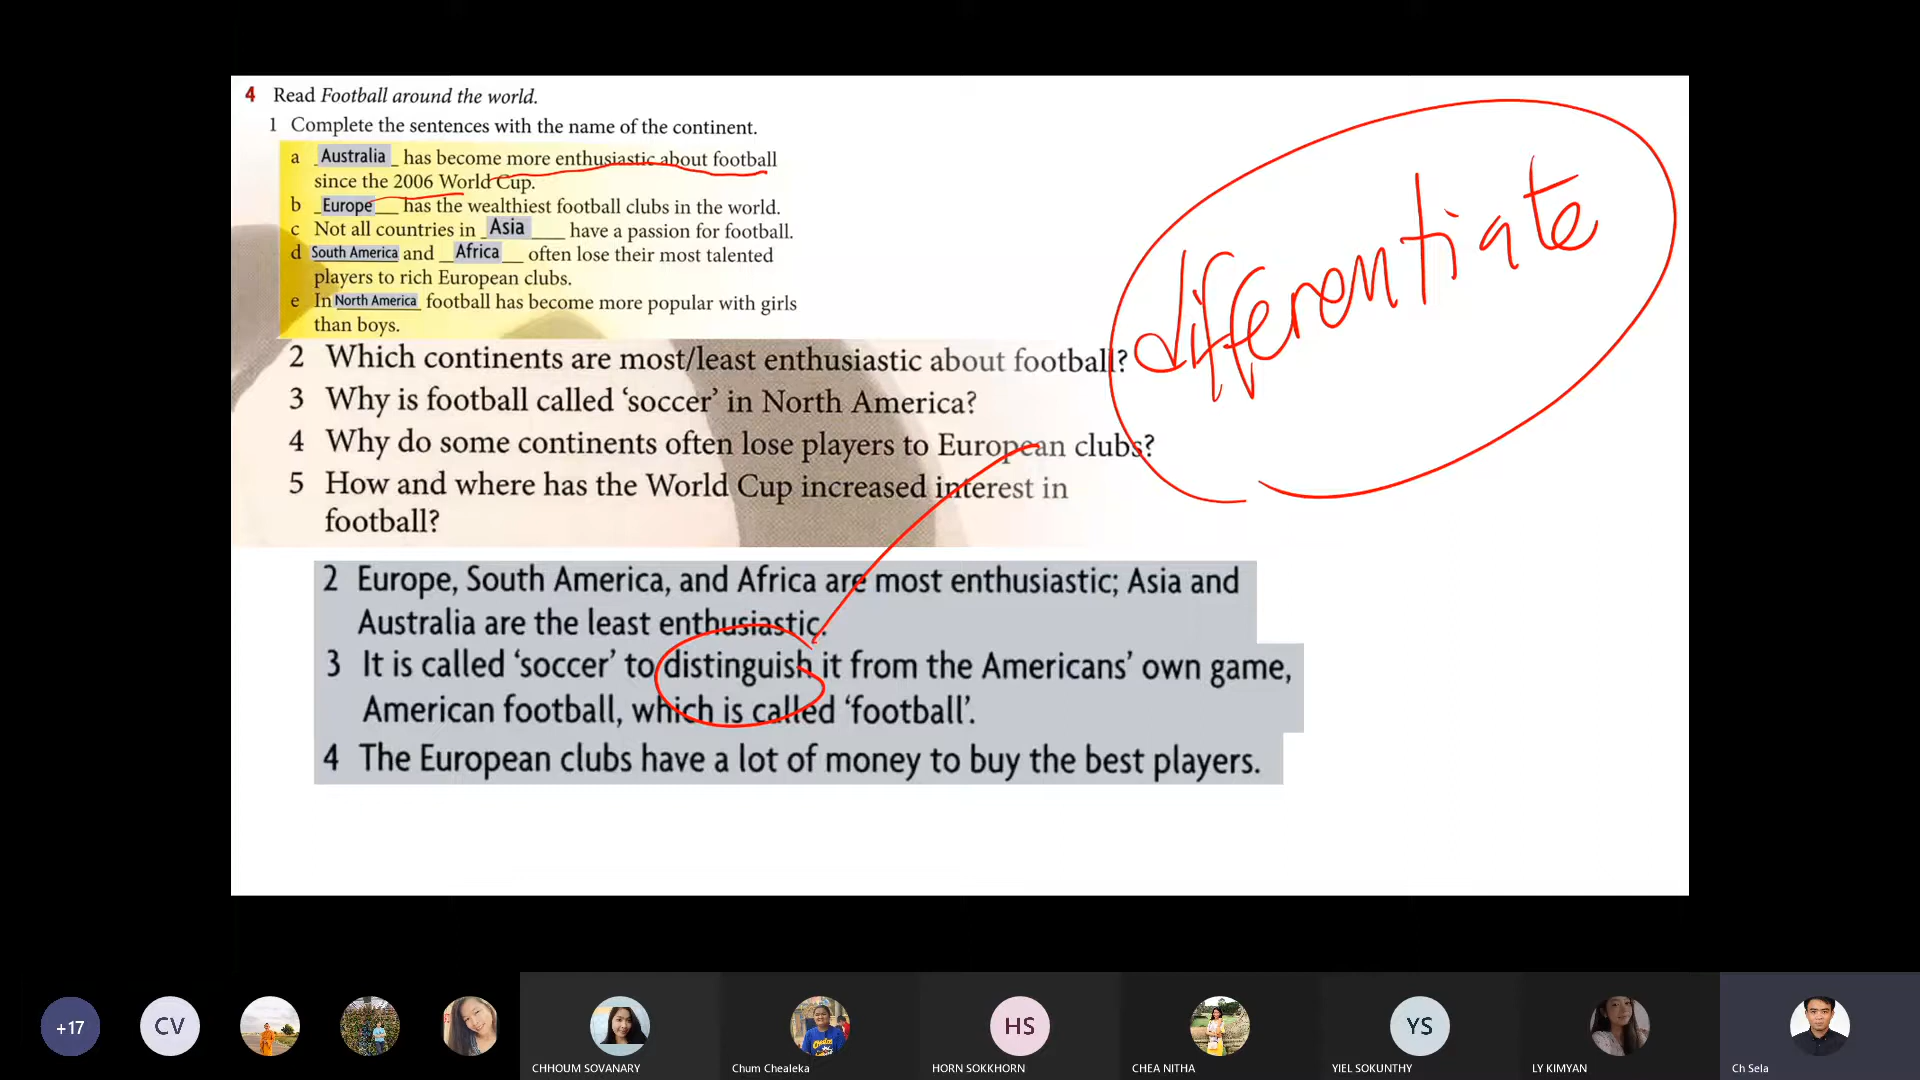 4 Read Football around the world.
1 Complete the sentences with the name of the continent.
a _Australia_ has become more enthusiastic about football
since the 2006 World Cup.
b _Europe___ has the wealthiest football clubs in the world.
c Not all countries in _Asia____ have a passion for football.
d South America and _Africa__ often lose their most talented
players to rich European clubs.
e In North America football has become more popular with girls
than boys.
2 Which continents are most/least enthusiastic about football?
3 Why is football called ‘soccer’ in North America?
4 Why do some continents often lose players to European clubs?
5 How and where has the World Cup increased interest in
football?
differentiate
2 Europe, South America, and Africa are most enthusiastic; Asia and
Australia are the least enthusiastic.
3 It is called ‘soccer’ to distinguish it from the Americans’ own game,
American football, which is called ‘football’.
4 The European clubs have a lot of money to buy the best players.
+17
CV
HS
YS
CHHOUM SOVANARY
Chum Chealeka
HORN SOKKHORN
CHEA NITHA
YIEL SOKUNTHY
LY KIMYAN
Ch Sela